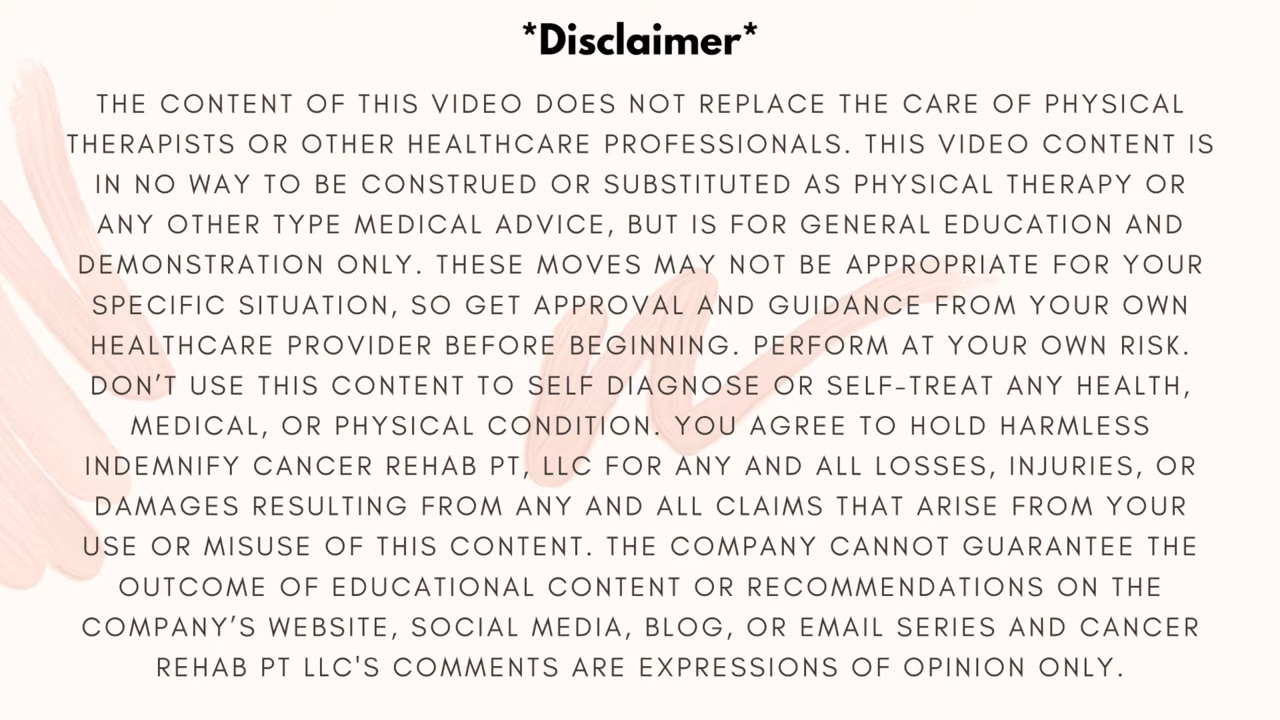 *Disclaimer*
THE CONTENT OF THIS VIDEO DOES NOT REPLACE THE CARE OF PHYSICAL
THERAPISTS OR OTHER HEALTHCARE PROFESSIONALS. THIS VIDEO CONTENT IS
IN NO WAY TO BE CONSTRUED OR SUBSTITUTED AS PHYSICAL THERAPY OR
ANY OTHER TYPE MEDICAL ADVICE, BUT IS FOR GENERAL EDUCATION AND
DEMONSTRATION ONLY. THESE MOVES MAY NOT BE APPROPRIATE FOR YOUR
SPECIFIC SITUATION, SO GET APPROVAL AND GUIDANCE FROM YOUR OWN
HEALTHCARE PROVIDER BEFORE BEGINNING. PERFORM AT YOUR OWN RISK.
DON’T USE THIS CONTENT TO SELF DIAGNOSE OR SELF-TREAT ANY HEALTH,
MEDICAL, OR PHYSICAL CONDITION. YOU AGREE TO HOLD HARMLESS
INDEMNIFY CANCER REHAB PT, LLC FOR ANY AND ALL LOSSES, INJURIES, OR
DAMAGES RESULTING FROM ANY AND ALL CLAIMS THAT ARISE FROM YOUR
USE OR MISUSE OF THIS CONTENT. THE COMPANY CANNOT GUARANTEE THE
OUTCOME OF EDUCATIONAL CONTENT OR RECOMMENDATIONS ON THE
COMPANY’S WEBSITE, SOCIAL MEDIA, BLOG, OR EMAIL SERIES AND CANCER
REHAB PT LLC'S COMMENTS ARE EXPRESSIONS OF OPINION ONLY.